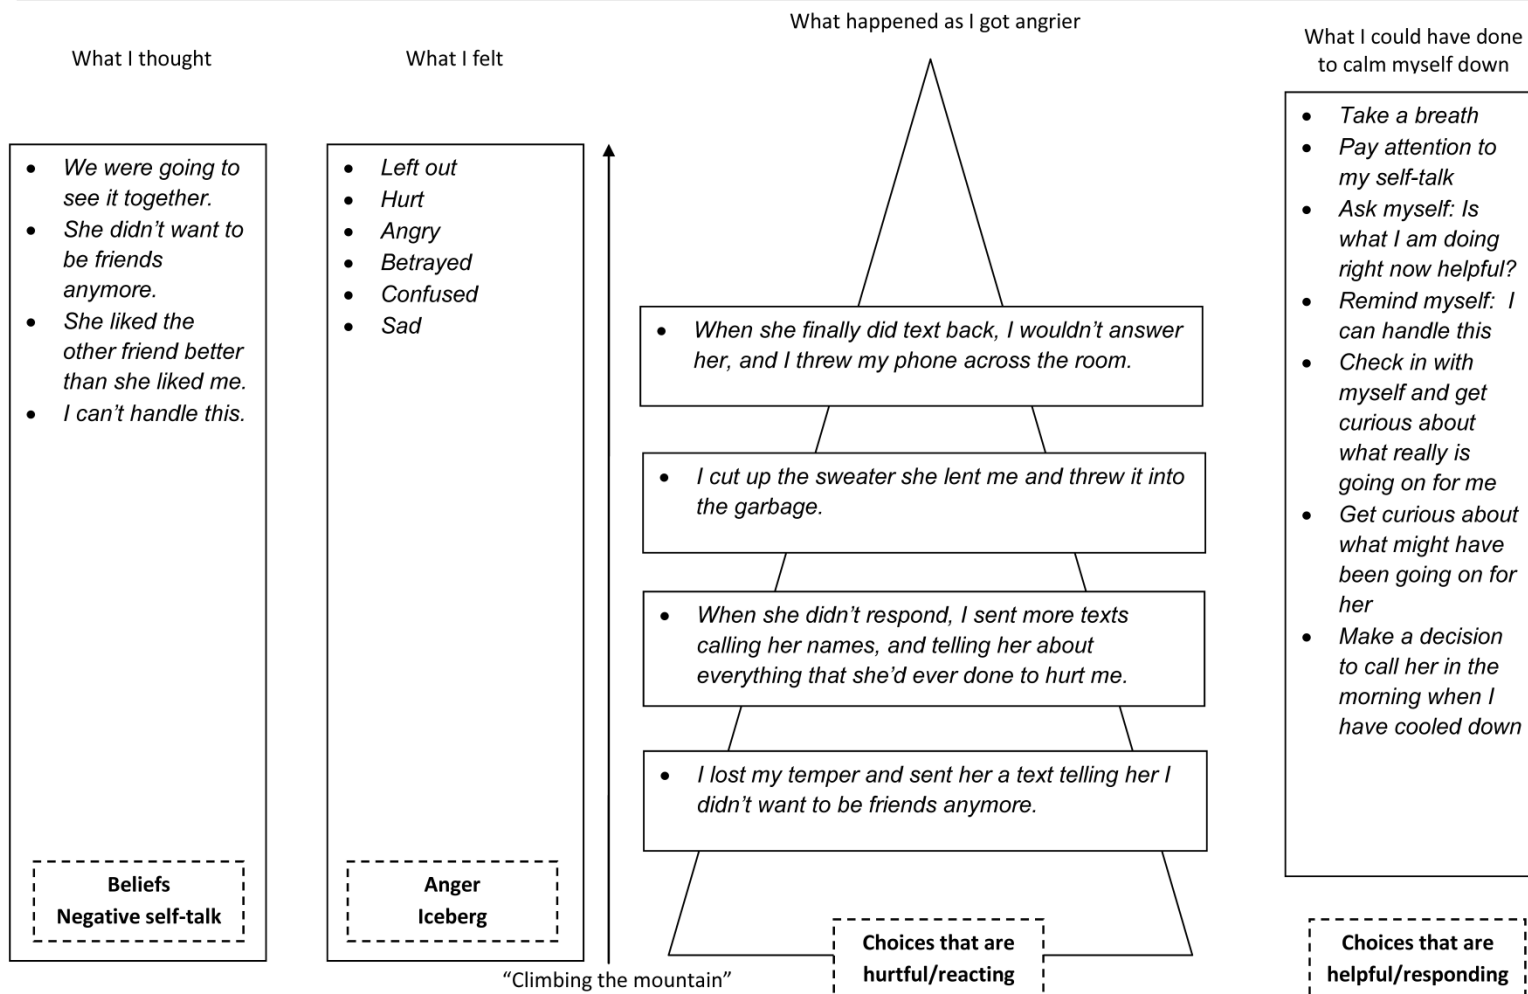 What happened as I got angrier
What I thought
What I felt
What I could have done
to calm myself down
• We were going to
see it together.
• She didn’t want to
be friends
anymore.
• She liked the
other friend better
than she liked me.
• I can’t handle this.
Beliefs
Negative self-talk
• Left out
• Hurt
• Angry
• Betrayed
• Confused
• Sad
Anger
Iceberg
“Climbing the mountain”
• When she finally did text back, I wouldn’t answer
her, and I threw my phone across the room.
• I cut up the sweater she lent me and threw it into
the garbage.
• When she didn’t respond, I sent more texts
calling her names, and telling her about
everything that she’d ever done to hurt me.
• I lost my temper and sent her a text telling her I
didn’t want to be friends anymore.
Choices that are
hurtful/reacting
• Take a breath
• Pay attention to
my self-talk
• Ask myself: Is
what I am doing
right now helpful?
• Remind myself:  I
can handle this
• Check in with
myself and get
curious about
what really is
going on for me
• Get curious about
what might have
been going on for
her
• Make a decision
to call her in the
morning when I
have cooled down
Choices that are
helpful/responding